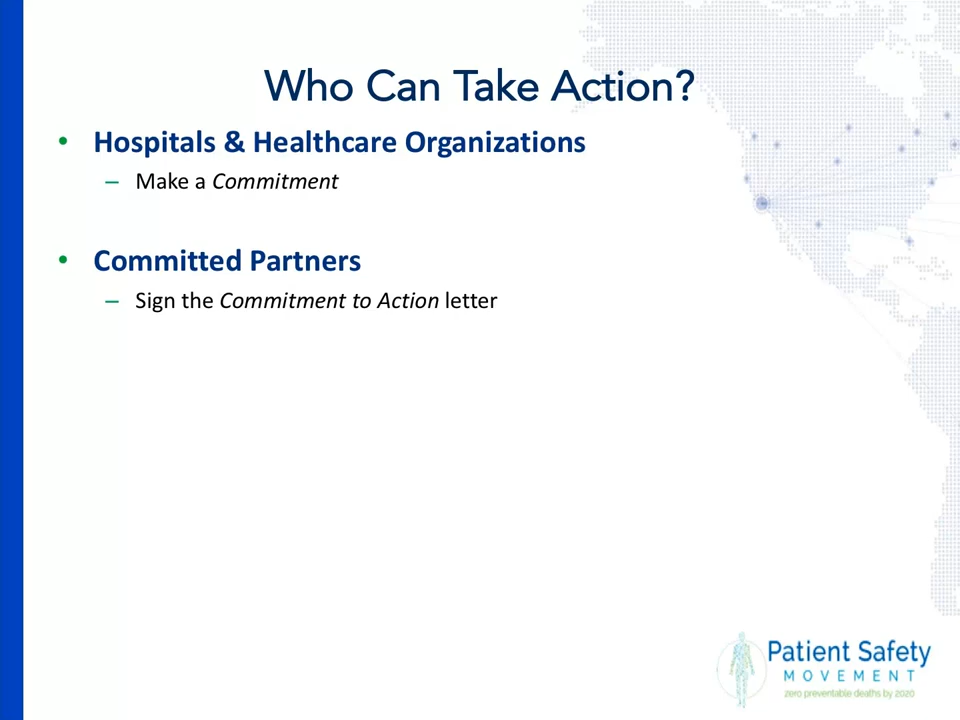 Who Can Take Action?
• Hospitals & Healthcare Organizations
– Make a Commitment
• Committed Partners
– Sign the Commitment to Action letter
Patient Safety
MOVEMENT
zero preventable deaths by 2020